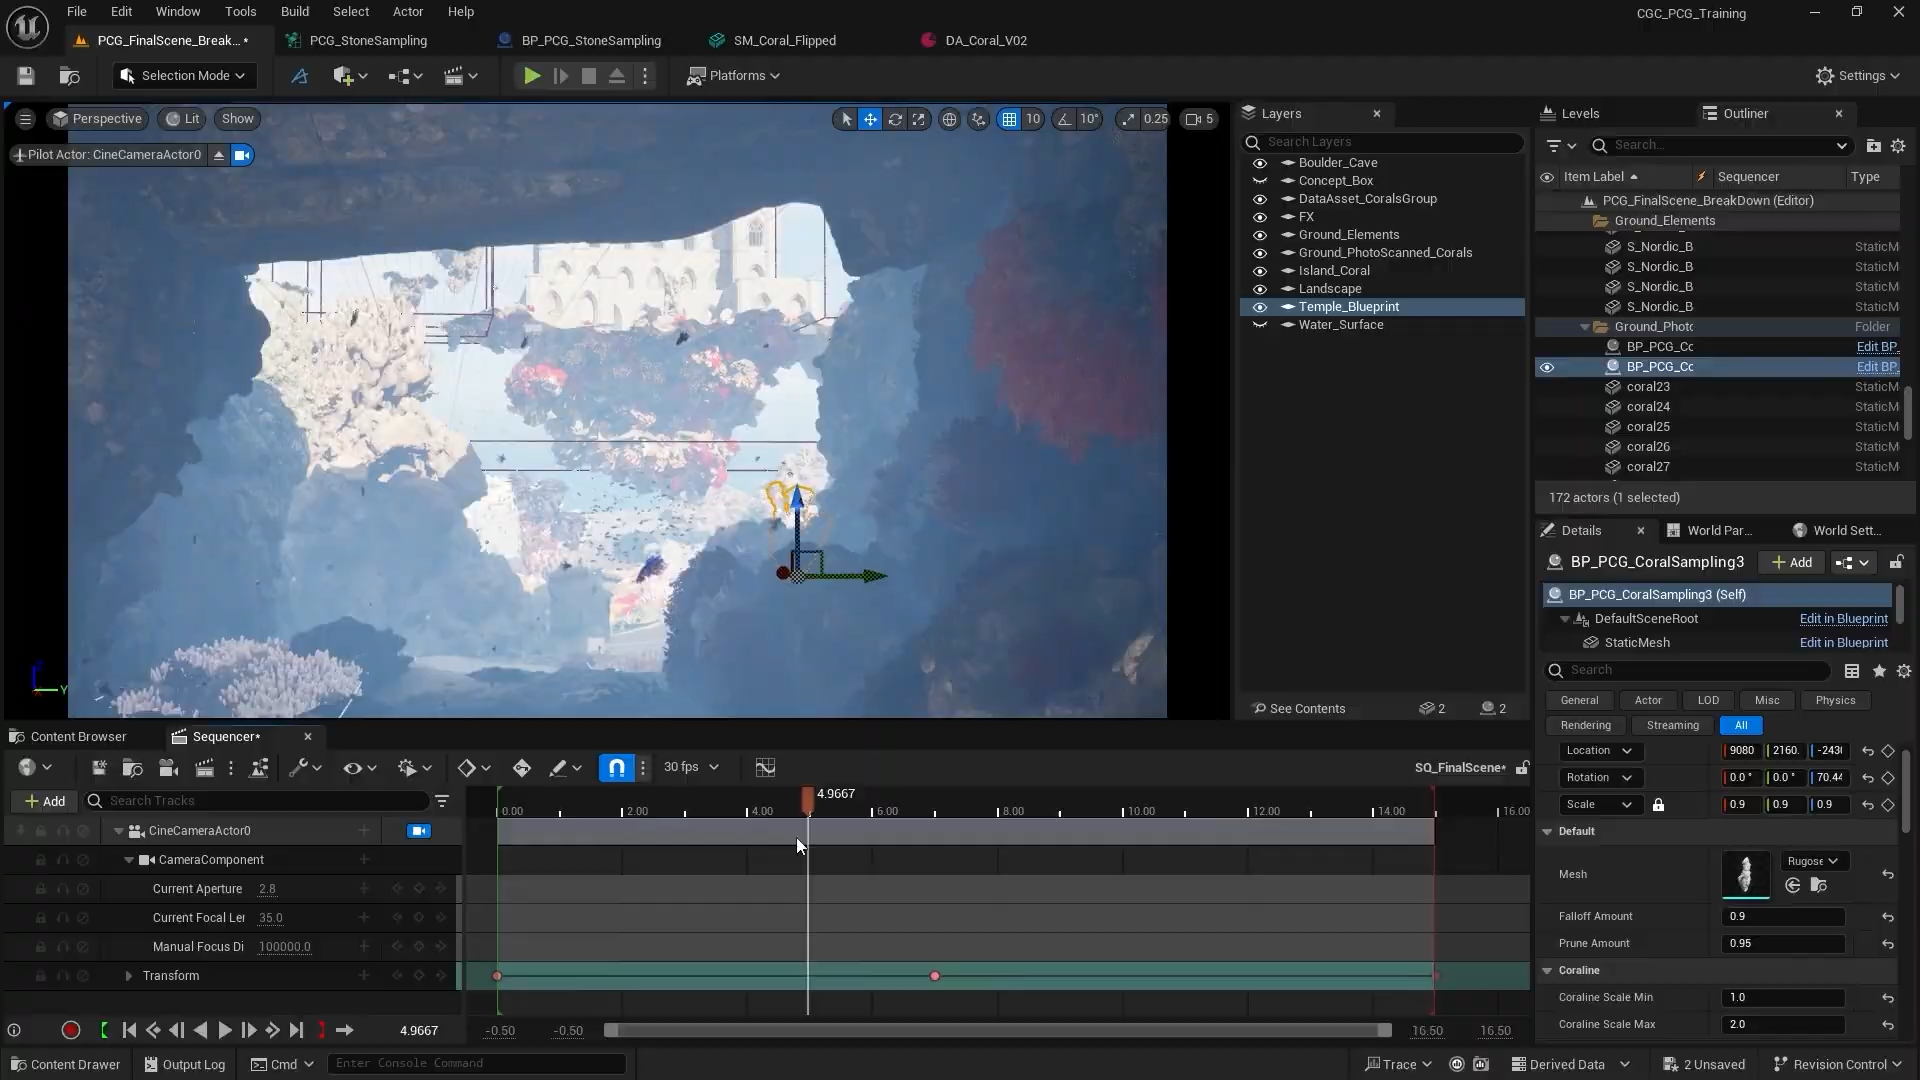 File Edit Window Tools Build Select Actor Help
CGC_PCG_Training
PCG_FinalScene_Break... •
PCG_StoneSampling
BP_PCG_StoneSampling
SM_Coral_Flipped
DA_Coral_V02
Selection Mode
Platforms
Settings
Perspective Lit Show
10 10° 0.25 5
Pilot Actor: CineCameraActor0
Y
Layers
Search Layers
Boulder_Cave
Concept_Box
DataAsset_CoralsGroup
FX
Ground_Elements
Ground_PhotoScanned_Corals
Island_Coral
Landscape
Temple_Blueprint
Water_Surface
See Contents 2 2
Levels Outliner
Search...
Item Label Sequencer Type
PCG_FinalScene_BreakDown (Editor)
Ground_Elements
S_Nordic_B StaticM
S_Nordic_B StaticM
S_Nordic_B StaticM
S_Nordic_B StaticM
Ground_Photo Folder
BP_PCG_Cc Edit BP_
BP_PCG_Cc Edit BP_
coral23 StaticM
coral24 StaticM
coral25 StaticM
coral26 StaticM
coral27 StaticM
172 actors (1 selected)
Details World Par... World Sett...
BP_PCG_CoralSampling3 + Add
BP_PCG_CoralSampling3 (Self)
DefaultSceneRoot Edit in Blueprint
StaticMesh Edit in Blueprint
Search
General Actor LOD Misc Physics
Rendering Streaming All
Location 9080 2160. -243
Rotation 0.0 ° 0.0 ° 70.44
Scale 0.9 0.9 0.9
Default
Mesh Rugose
Falloff Amount 0.9
Prune Amount 0.95
Coraline
Coraline Scale Min 1.0
Coraline Scale Max 2.0
Content Browser Sequencer*
30 fps SQ_FinalScene*
+ Add Search Tracks
4.9667
0.00 2.00 4.00 6.00 8.00 10.00 12.00 14.00 16.00
CineCameraActor0
CameraComponent
Current Aperture 2.8
Current Focal Ler 35.0
Manual Focus Di 100000.0
Transform
4.9667 -0.50 -0.50 16.50 16.50
Content Drawer Output Log Cmd Enter Console Command
Trace Derived Data 2 Unsaved Revision Control